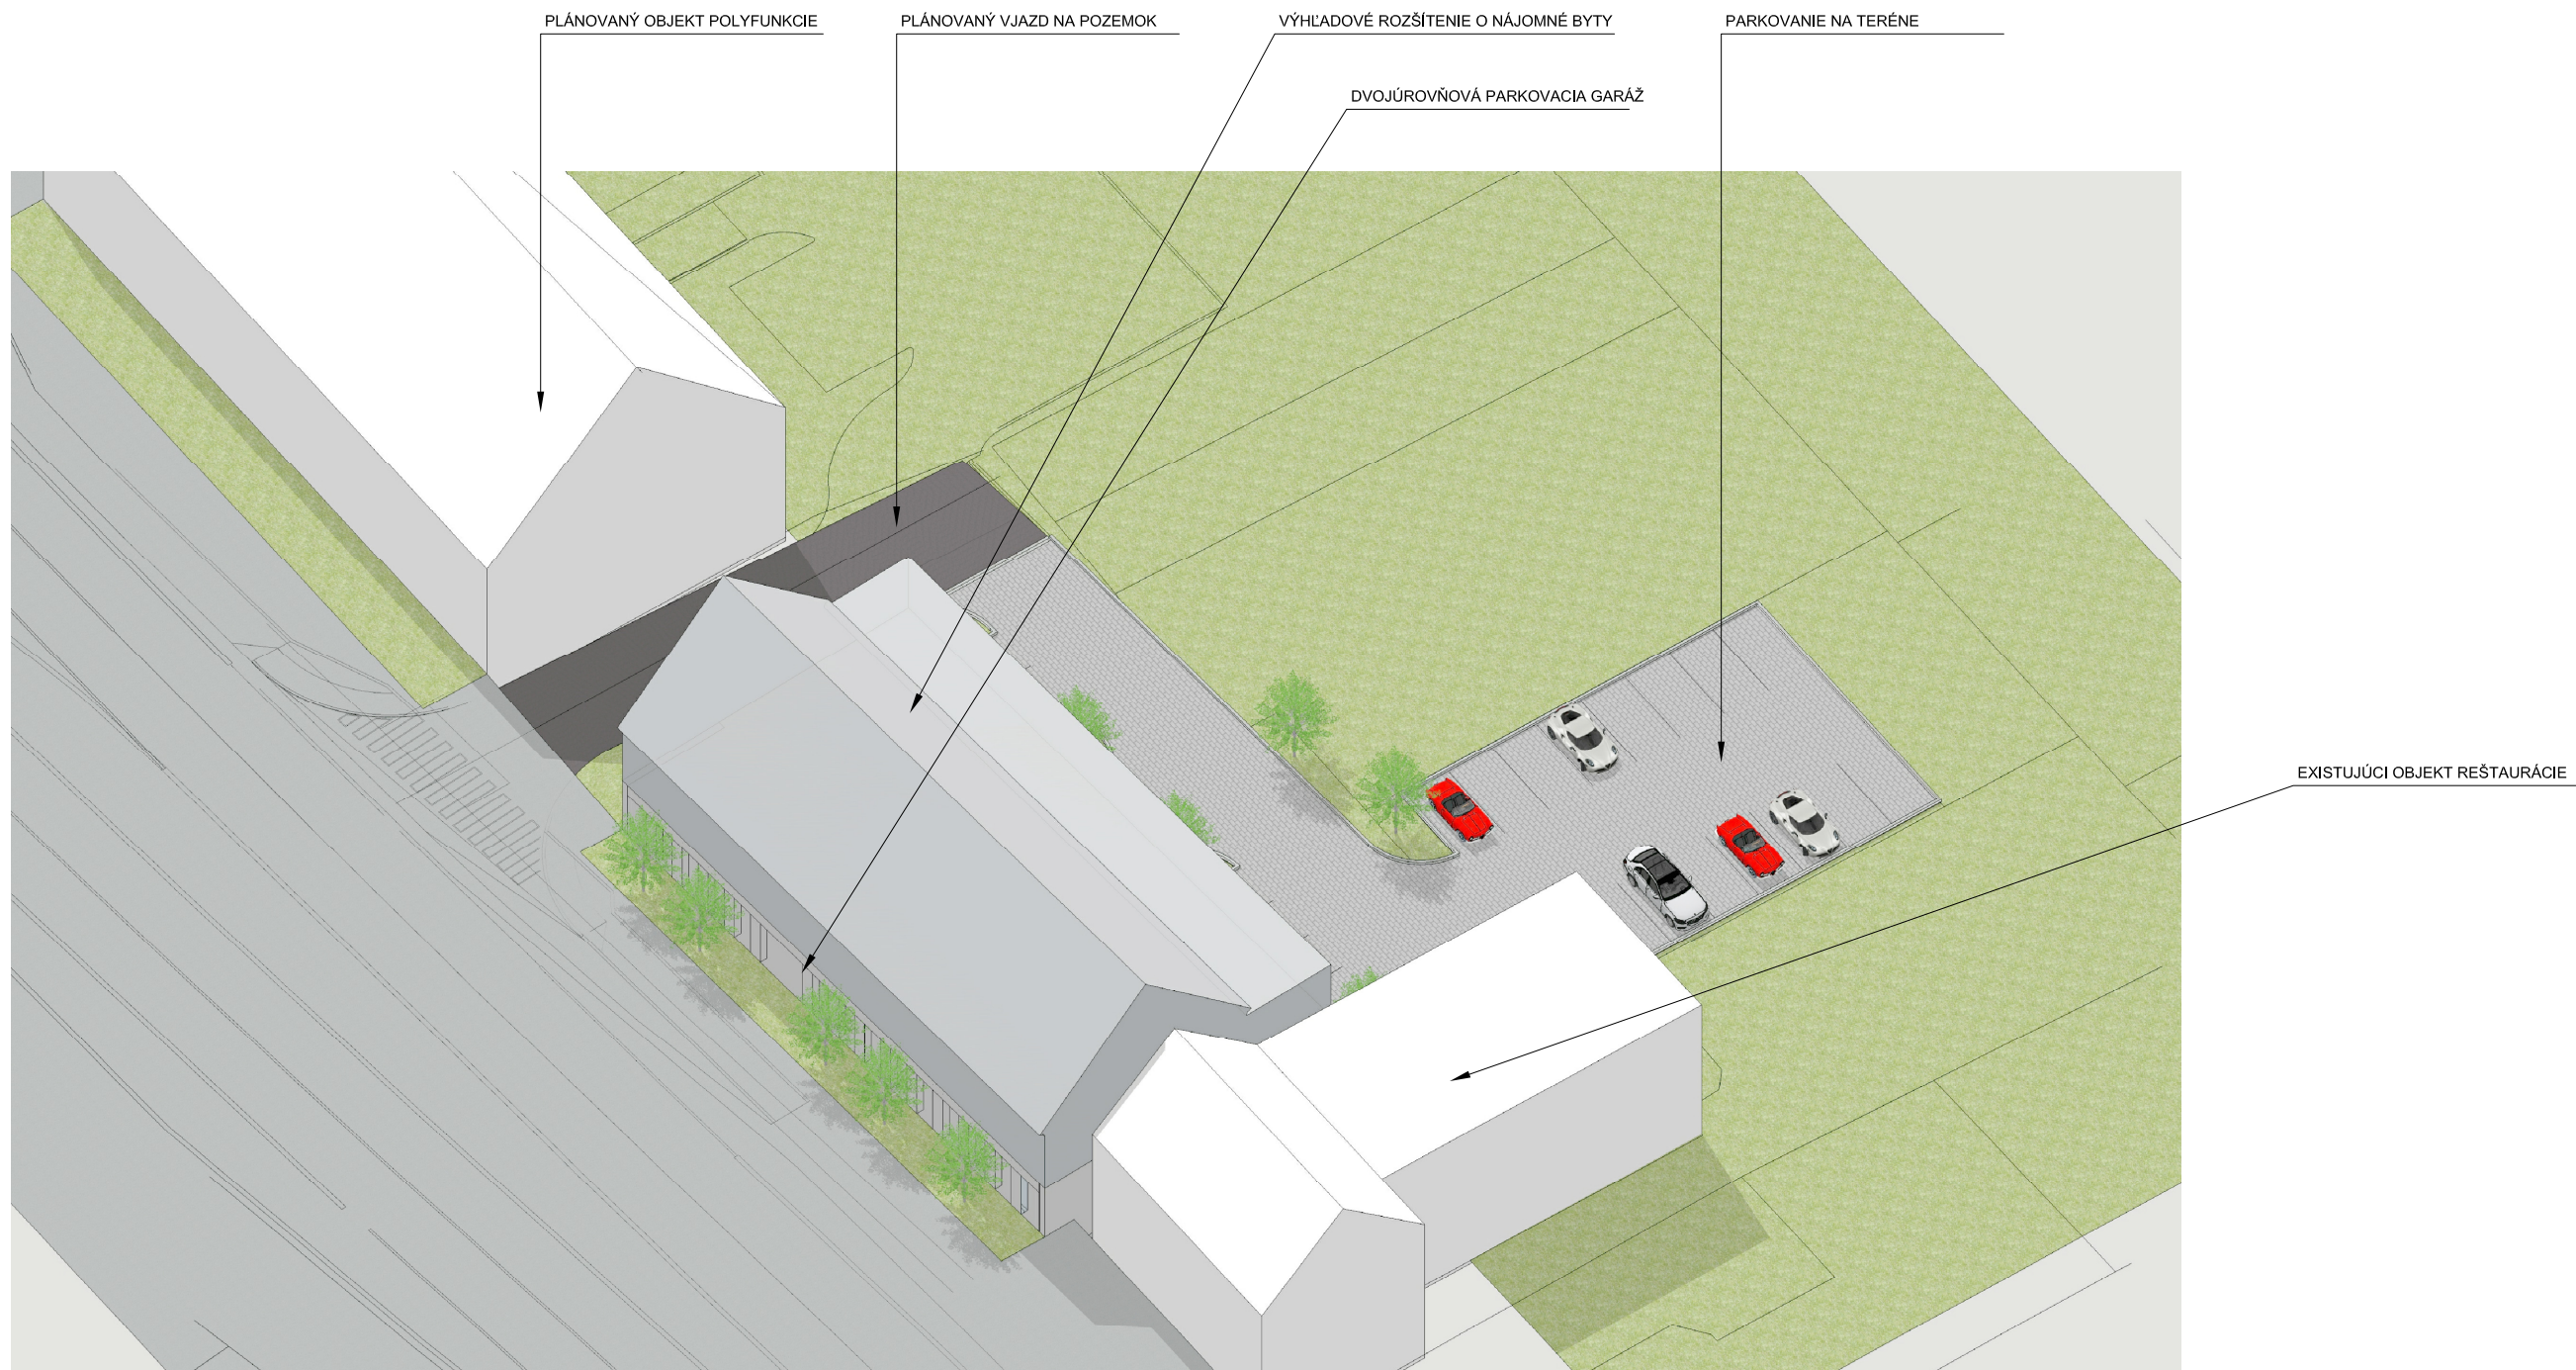 PLÁNOVANÝ OBJEKT POLYFUNKCIE
PLÁNOVANÝ VJAZD NA POZEMOK
VÝHĽADOVÉ ROZŠÍTENIE O NÁJOMNÉ BYTY
PARKOVANIE NA TERÉNE
DVOJÚROVŇOVÁ PARKOVACIA GARÁŽ
EXISTUJÚCI OBJEKT REŠTAURÁCIE